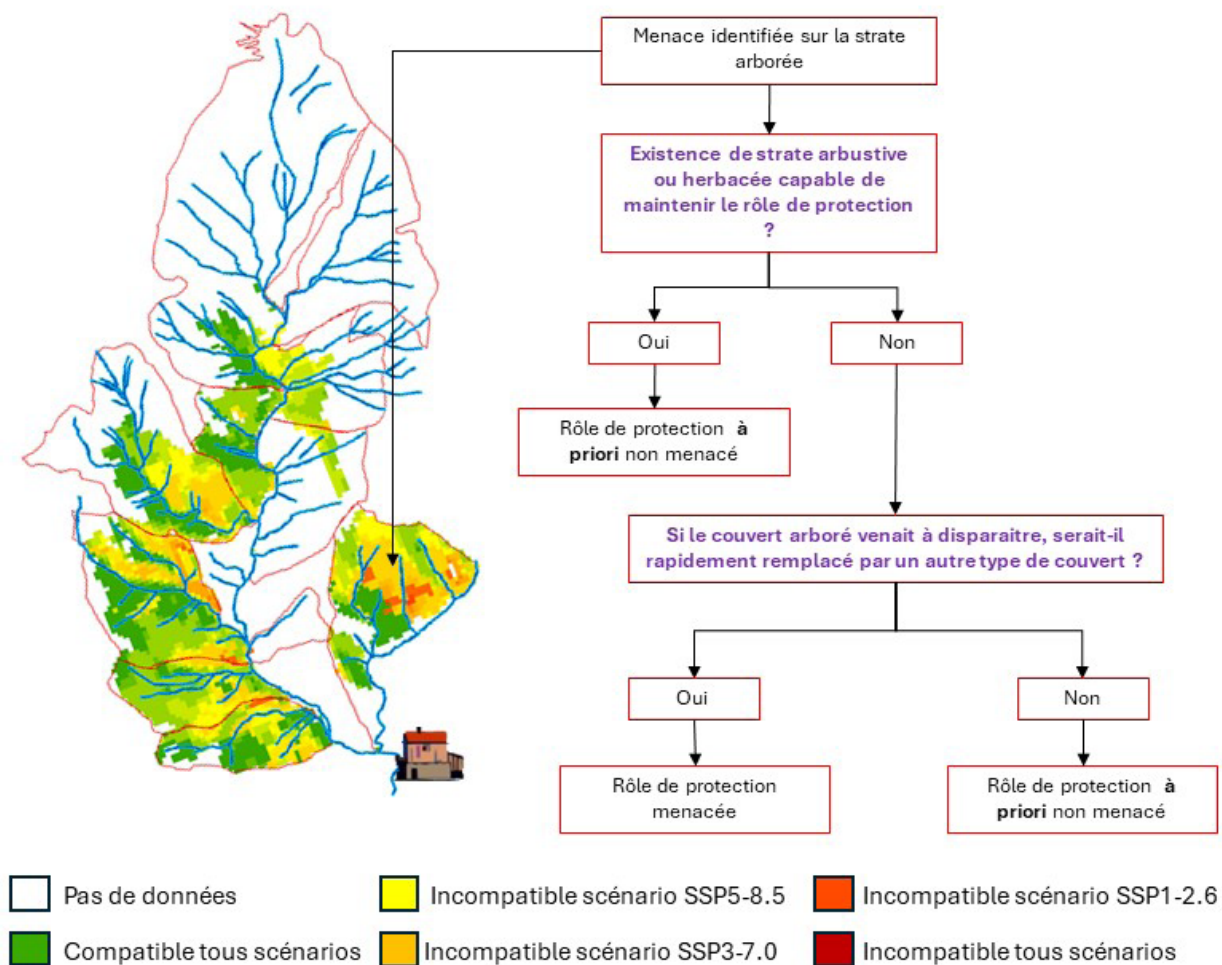 Menace identifiée sur la strate
arborée
Existence de strate arbustive
ou herbacée capable de
maintenir le rôle de protection
?
Oui
Non
Rôle de protection à
priori non menacé
Si le couvert arboré venait à disparaitre, serait-il
rapidement remplacé par un autre type de couvert ?
Oui
Non
Rôle de protection
menacée
Rôle de protection à
priori non menacé
Pas de données
Incompatible scénario SSP5-8.5
Incompatible scénario SSP1-2.6
Compatible tous scénarios
Incompatible scénario SSP3-7.0
Incompatible tous scénarios